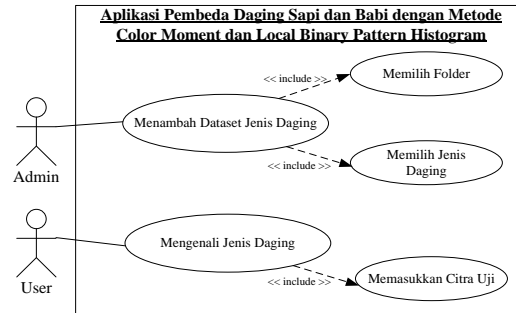 Aplikasi Pembeda Daging Sapi dan Babi dengan Metode
Color Moment dan Local Binary Pattern Histogram
<< include >>
Memilih Folder
Menambah Dataset Jenis Daging
Admin
<< include >>
Memilih Jenis
Daging
Mengenali Jenis Daging
User
<< include >>
Memasukkan Citra Uji